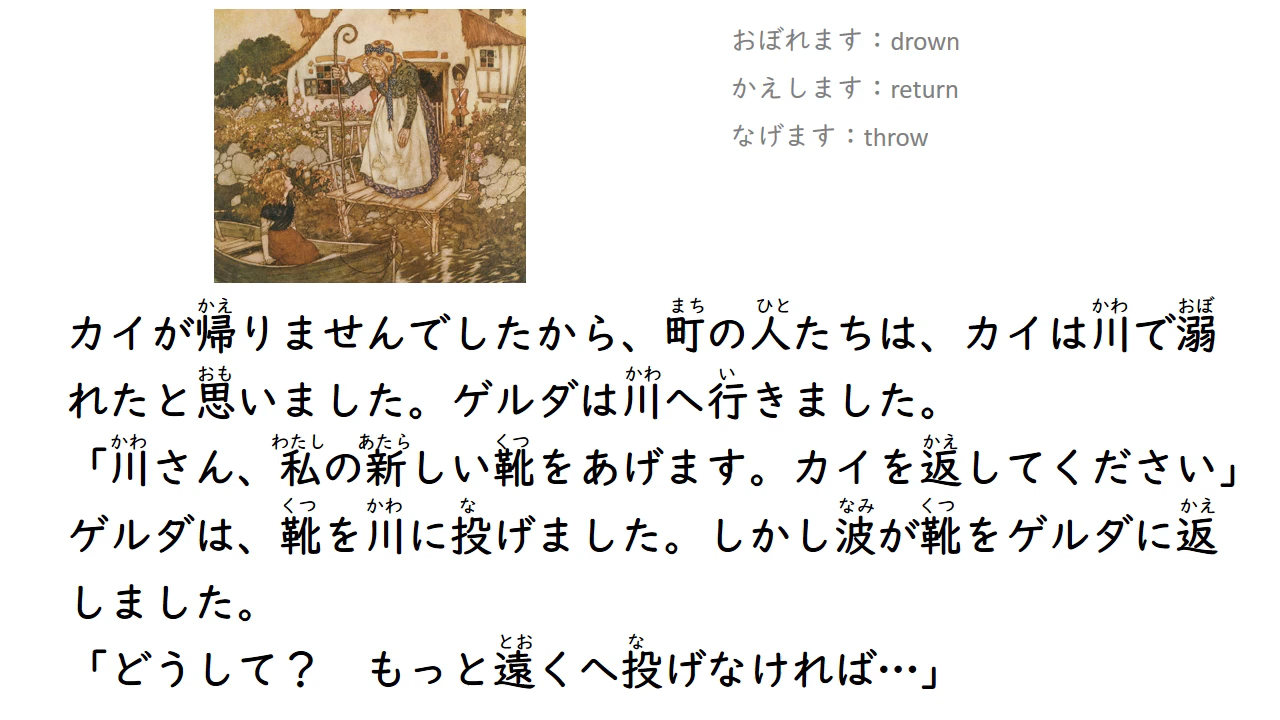 おぼれます：drown
かえします：return
なげます：throw
カイが帰りませんでしたから、町の人たちは、カイは川で溺
れたと思いました。ゲルダは川へ行きました。
「川さん、私の新しい靴をあげます。カイを返してください」
ゲルダは、靴を川に投げました。しかし波が靴をゲルダに返
しました。
「どうして？　もっと遠くへ投げなければ…」